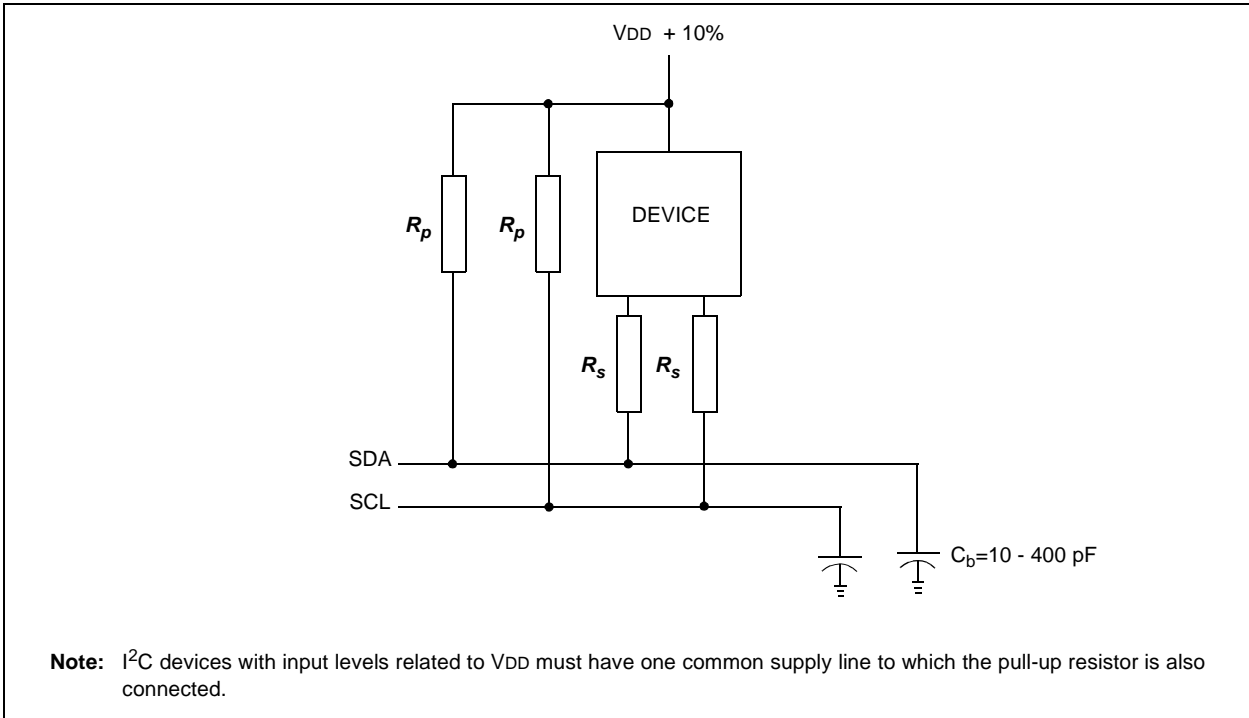 VDD + 10%
DEVICE
Rp
Rp
Rs
Rs
SDA
SCL
Cb=10 - 400 pF
Note: I2C devices with input levels related to VDD must have one common supply line to which the pull-up resistor is also
connected.